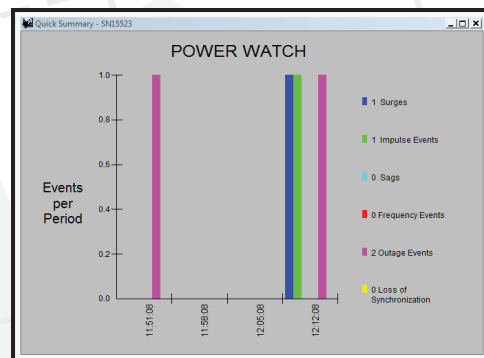 Quick Summary - SN15523
POWER WATCH
Events
per
Period
1.0
0.8
0.6
0.4
0.2
0.0
11:51:08
11:58:08
12:05:08
12:12:08
1 Surges
1 Impulse Events
0 Sags
0 Frequency Events
2 Outage Events
0 Loss of
Synchronization